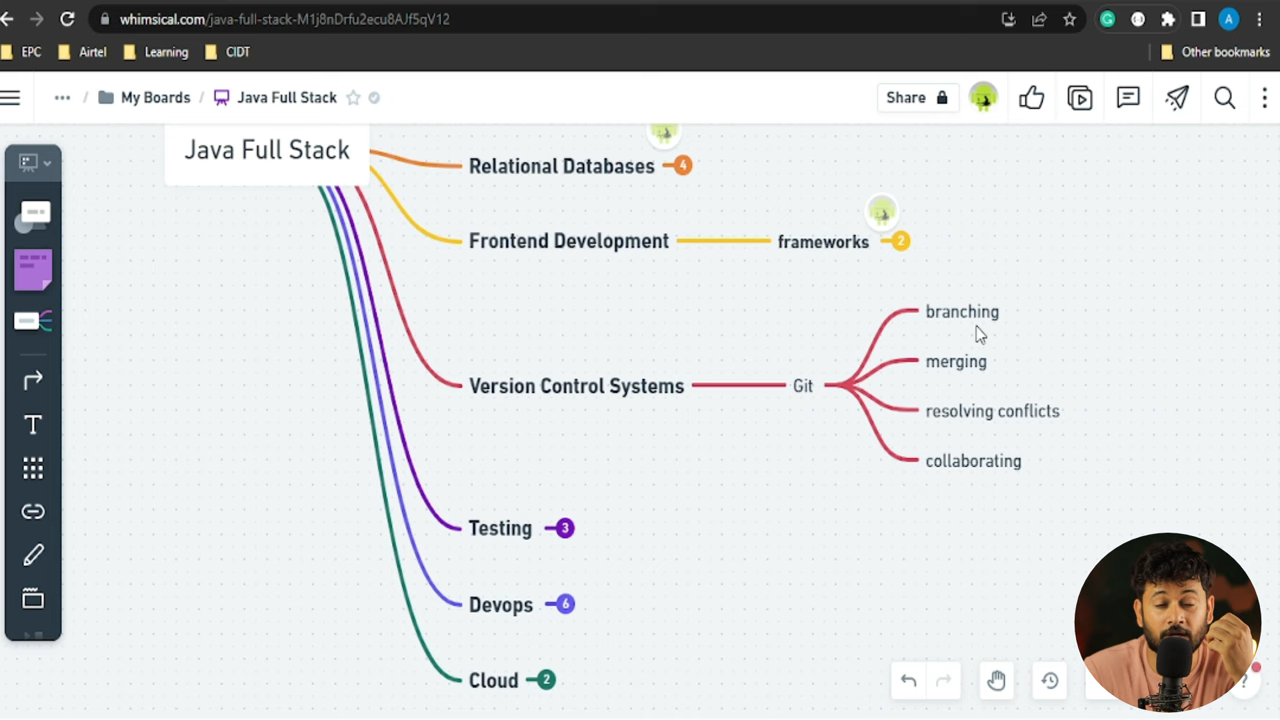 whimsical.com/java-full-stack-M1j8nDrfu2ecu8AJf5qV12
A
EPC
Airtel
Learning
CIDT
Other bookmarks
... / My Boards / Java Full Stack
Share
Java Full Stack
Relational Databases 4
Frontend Development
frameworks 2
branching
merging
Version Control Systems
Git
resolving conflicts
collaborating
Testing 3
Devops 6
Cloud 2
T
?